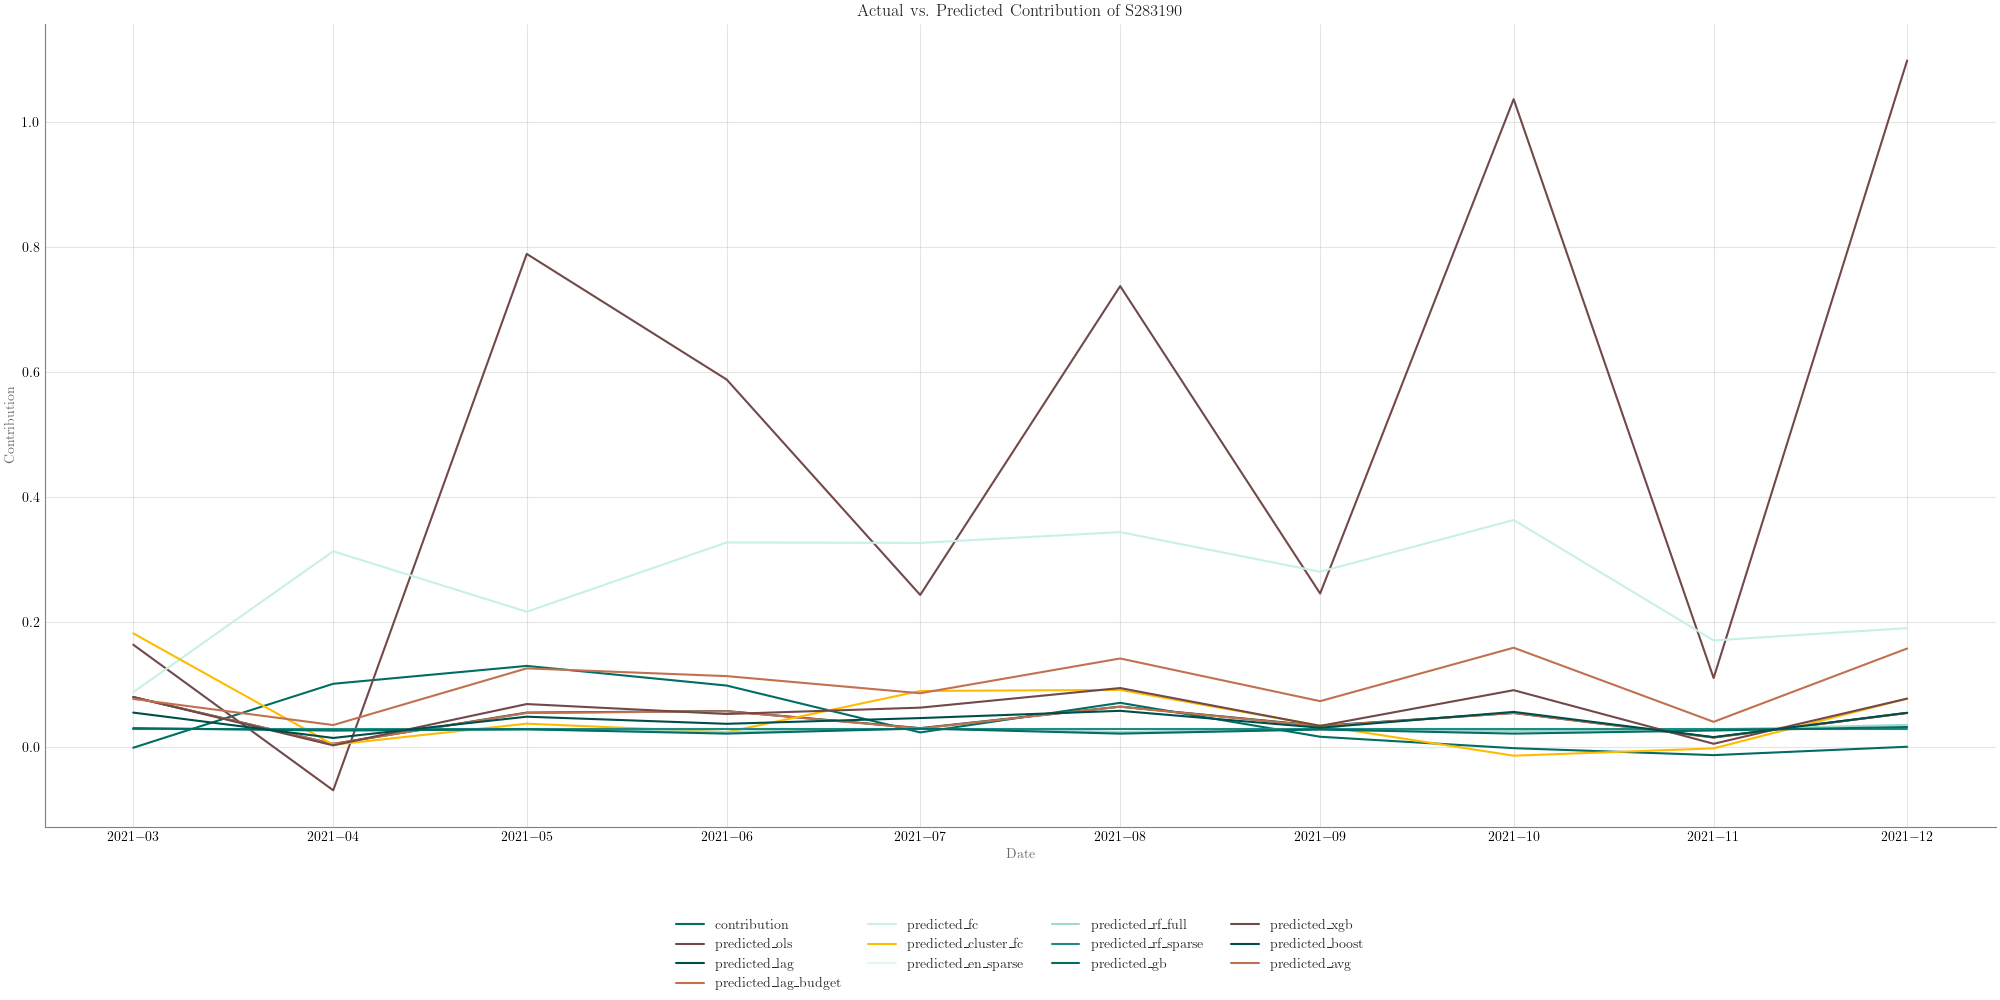 Actual vs. Predicted Contribution of S283190
Contribution
1.0
0.8
0.6
0.4
0.2
0.0
2021−03 2021−04 2021−05 2021−06 2021−07 2021−08 2021−09 2021−10 2021−11 2021−12
Date
contribution predicted_fc predicted_rf_full predicted_xgb
predicted_ols predicted_cluster_fc predicted_rf_sparse predicted_boost
predicted_lag predicted_en_sparse predicted_gb predicted_avg
predicted_lag_budget